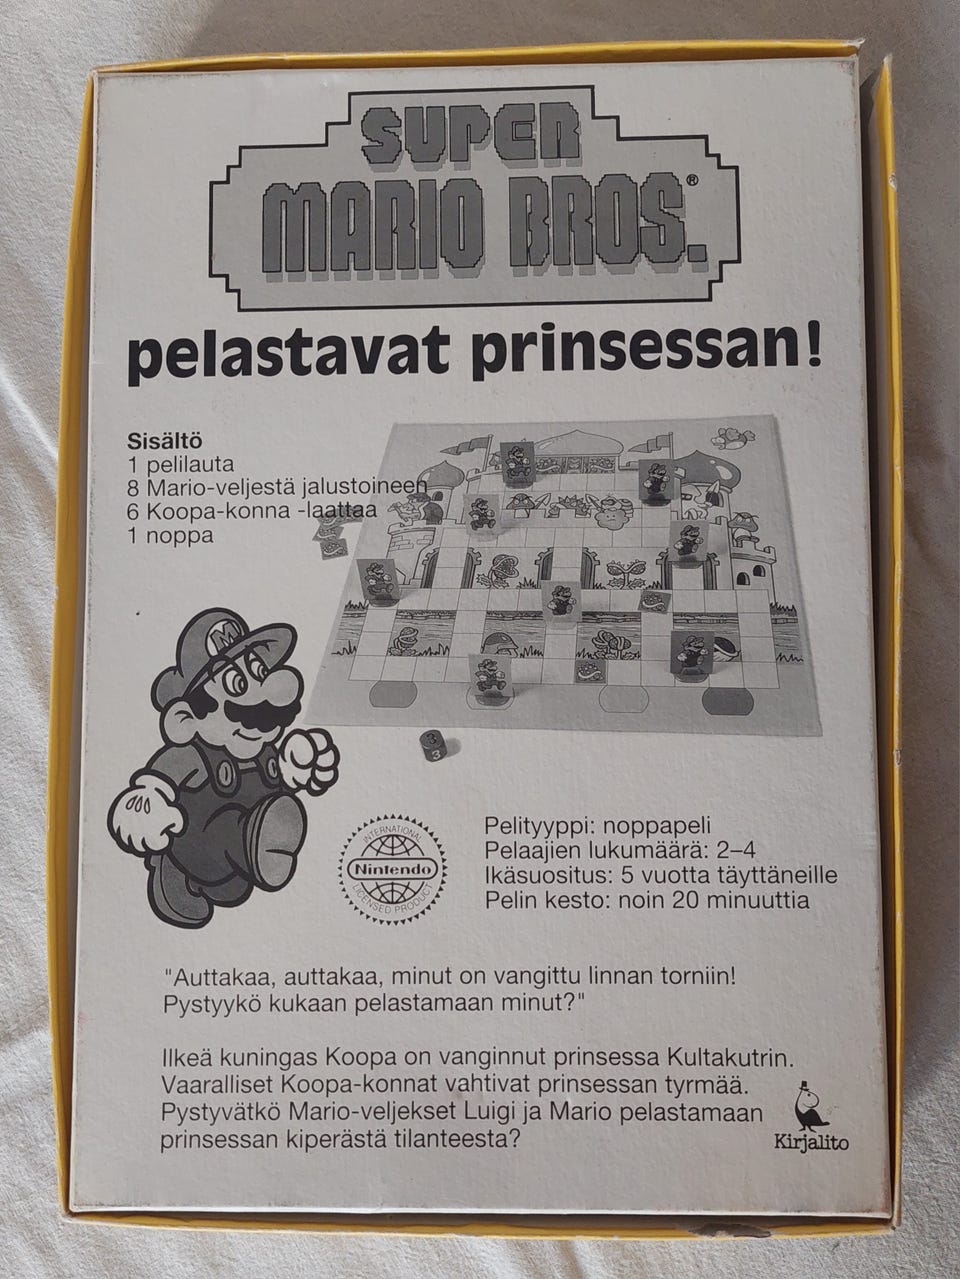 SUPER
MARIO BROS.®
pelastavat prinsessan!
Sisältö
1 pelilauta
8 Mario-veljestä jalustoineen
6 Koopa-konna -laattaa
1 noppa
M
3
3
INTERNATIONAL
Nintendo
LICENSED PRODUCT
Pelityyppi: noppapeli
Pelaajien lukumäärä: 2–4
Ikäsuositus: 5 vuotta täyttäneille
Pelin kesto: noin 20 minuuttia
"Auttakaa, auttakaa, minut on vangittu linnan torniin!
Pystyykö kukaan pelastamaan minut?"
Ilkeä kuningas Koopa on vanginnut prinsessa Kultakutrin.
Vaaralliset Koopa-konnat vahtivat prinsessan tyrmää.
Pystyvätkö Mario-veljekset Luigi ja Mario pelastamaan
prinsessan kiperästä tilanteesta?
Kirjalito